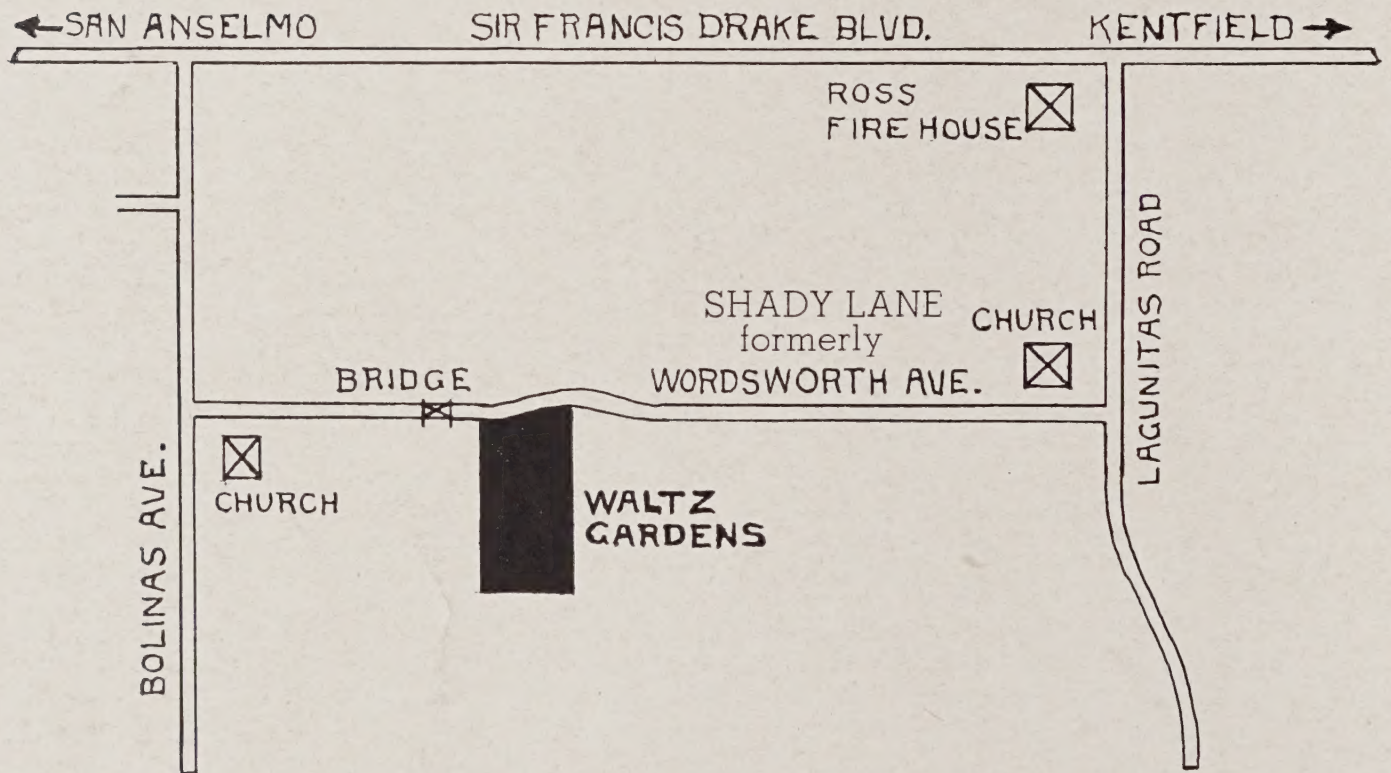 ←SAN ANSELMO SIR FRANCIS DRAKE BLVD. KENTFIELD→
ROSS
FIRE HOUSE
LAGUNITAS ROAD
SHADY LANE
formerly
WORDSWORTH AVE.
CHURCH
BRIDGE
BOLINAS AVE.
CHURCH
WALTZ
GARDENS